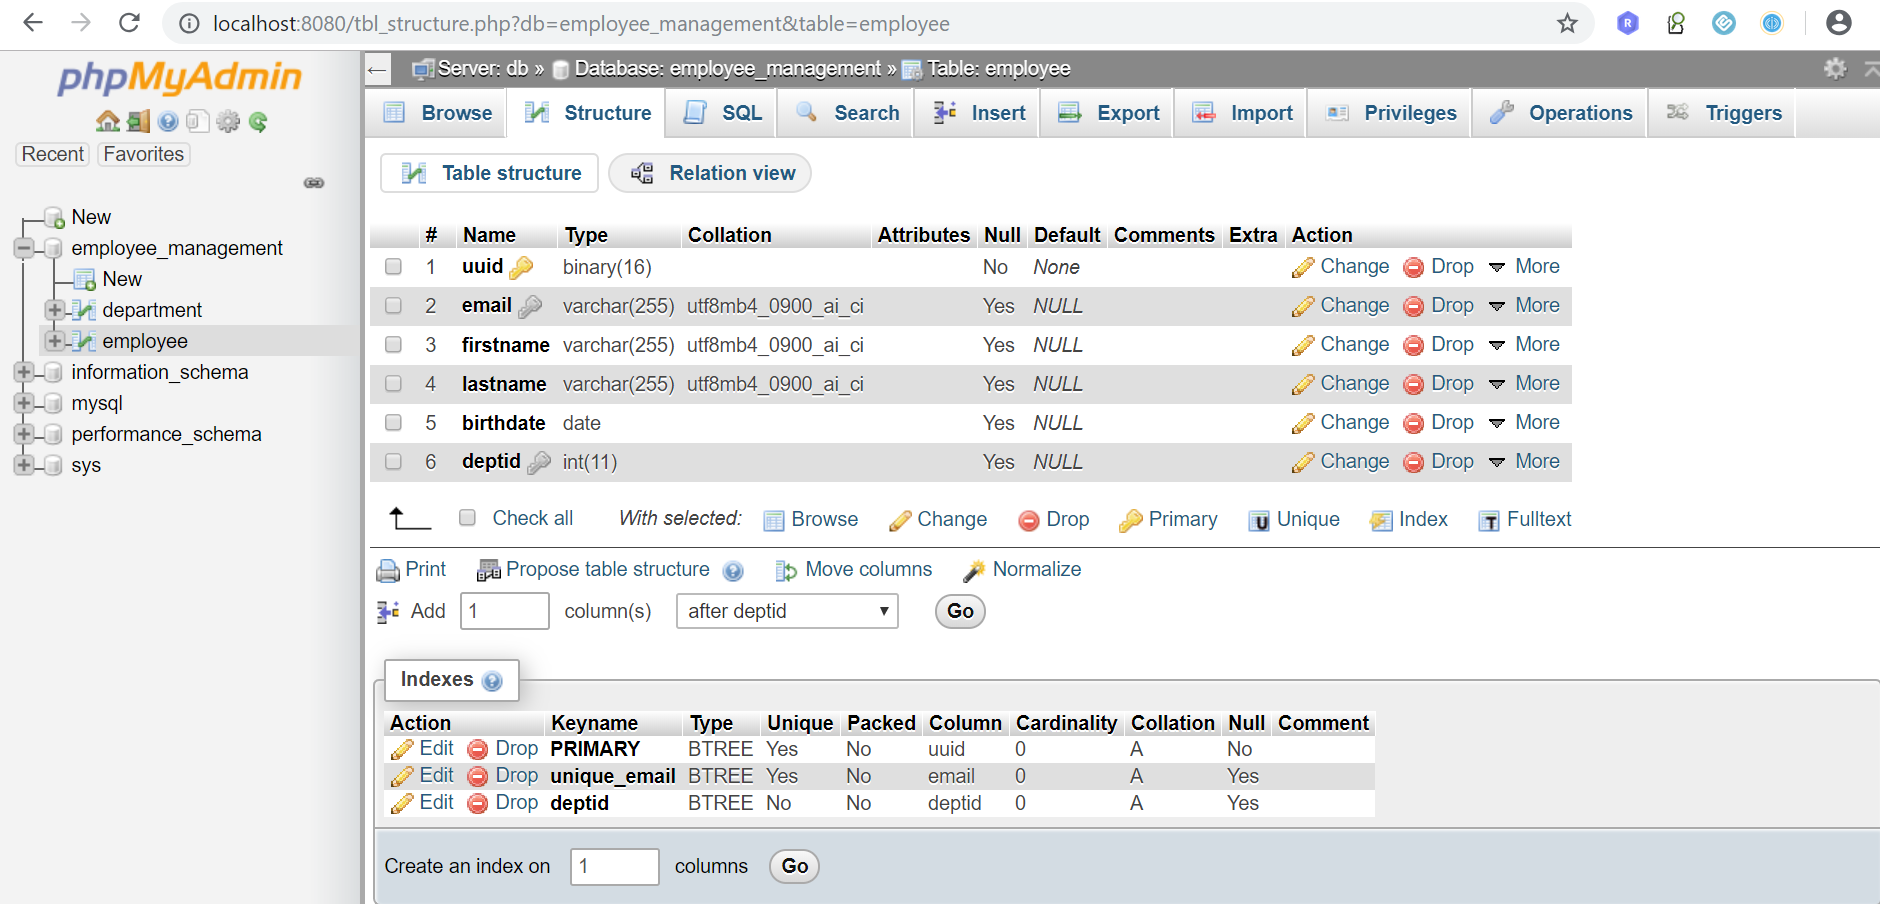 localhost:8080/tbl_structure.php?db=employee_management&table=employee
phpMyAdmin
Recent Favorites
New
employee_management
New
department
employee
information_schema
mysql
performance_schema
sys
← Server: db » Database: employee_management » Table: employee
Browse Structure SQL Search Insert Export Import Privileges Operations Triggers
Table structure Relation view
# Name Type Collation Attributes Null Default Comments Extra Action
1 uuid binary(16) No None Change Drop More
2 email varchar(255) utf8mb4_0900_ai_ci Yes NULL Change Drop More
3 firstname varchar(255) utf8mb4_0900_ai_ci Yes NULL Change Drop More
4 lastname varchar(255) utf8mb4_0900_ai_ci Yes NULL Change Drop More
5 birthdate date Yes NULL Change Drop More
6 deptid int(11) Yes NULL Change Drop More
Check all With selected: Browse Change Drop Primary Unique Index Fulltext
Print Propose table structure Move columns Normalize
Add 1 column(s) after deptid Go
Indexes
Action Keyname Type Unique Packed Column Cardinality Collation Null Comment
Edit Drop PRIMARY BTREE Yes No uuid 0 A No
Edit Drop unique_email BTREE Yes No email 0 A Yes
Edit Drop deptid BTREE No No deptid 0 A Yes
Create an index on 1 columns Go